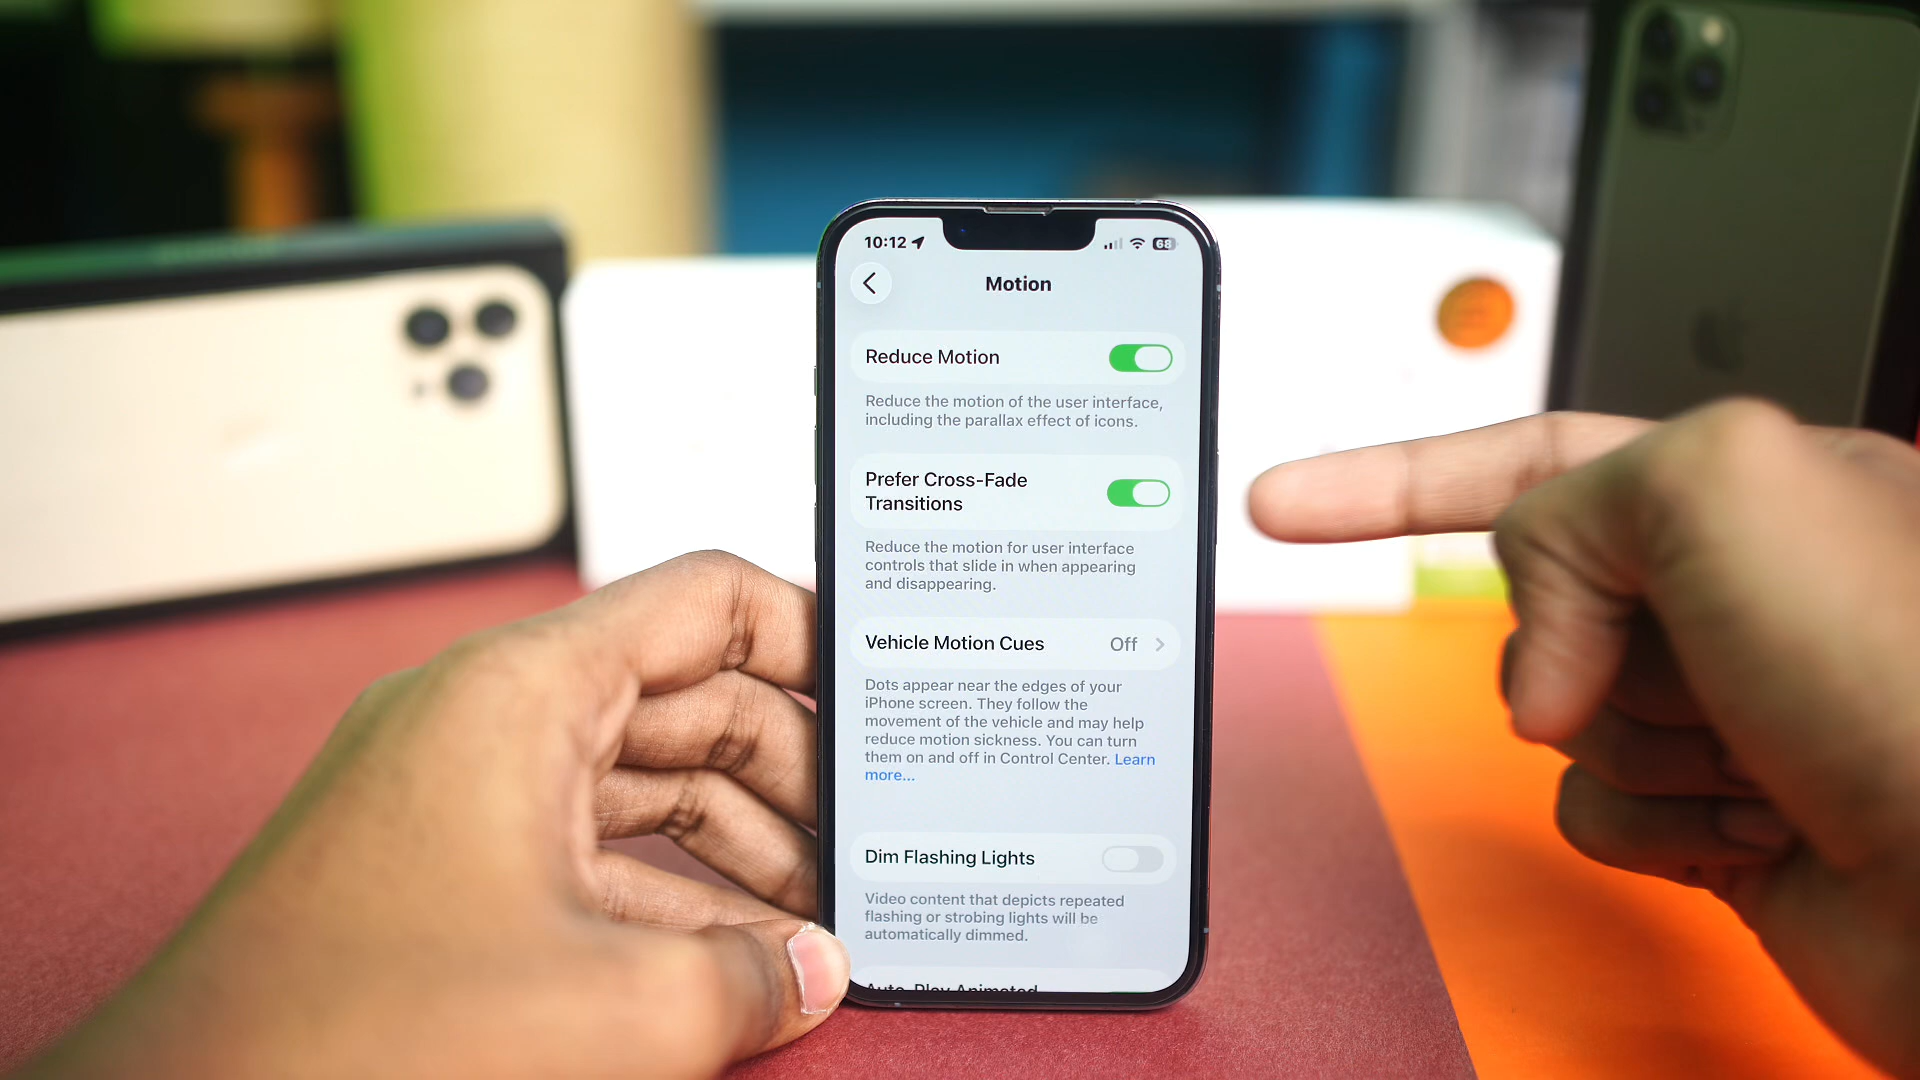 10:12
68
Motion
Reduce Motion
Reduce the motion of the user interface,
including the parallax effect of icons.
Prefer Cross-Fade
Transitions
Reduce the motion for user interface
controls that slide in when appearing
and disappearing.
Vehicle Motion Cues Off
Dots appear near the edges of your
iPhone screen. They follow the
movement of the vehicle and may help
reduce motion sickness. You can turn
them on and off in Control Center. Learn
more...
Dim Flashing Lights
Video content that depicts repeated
flashing or strobing lights will be
automatically dimmed.
Auto-Play Animated